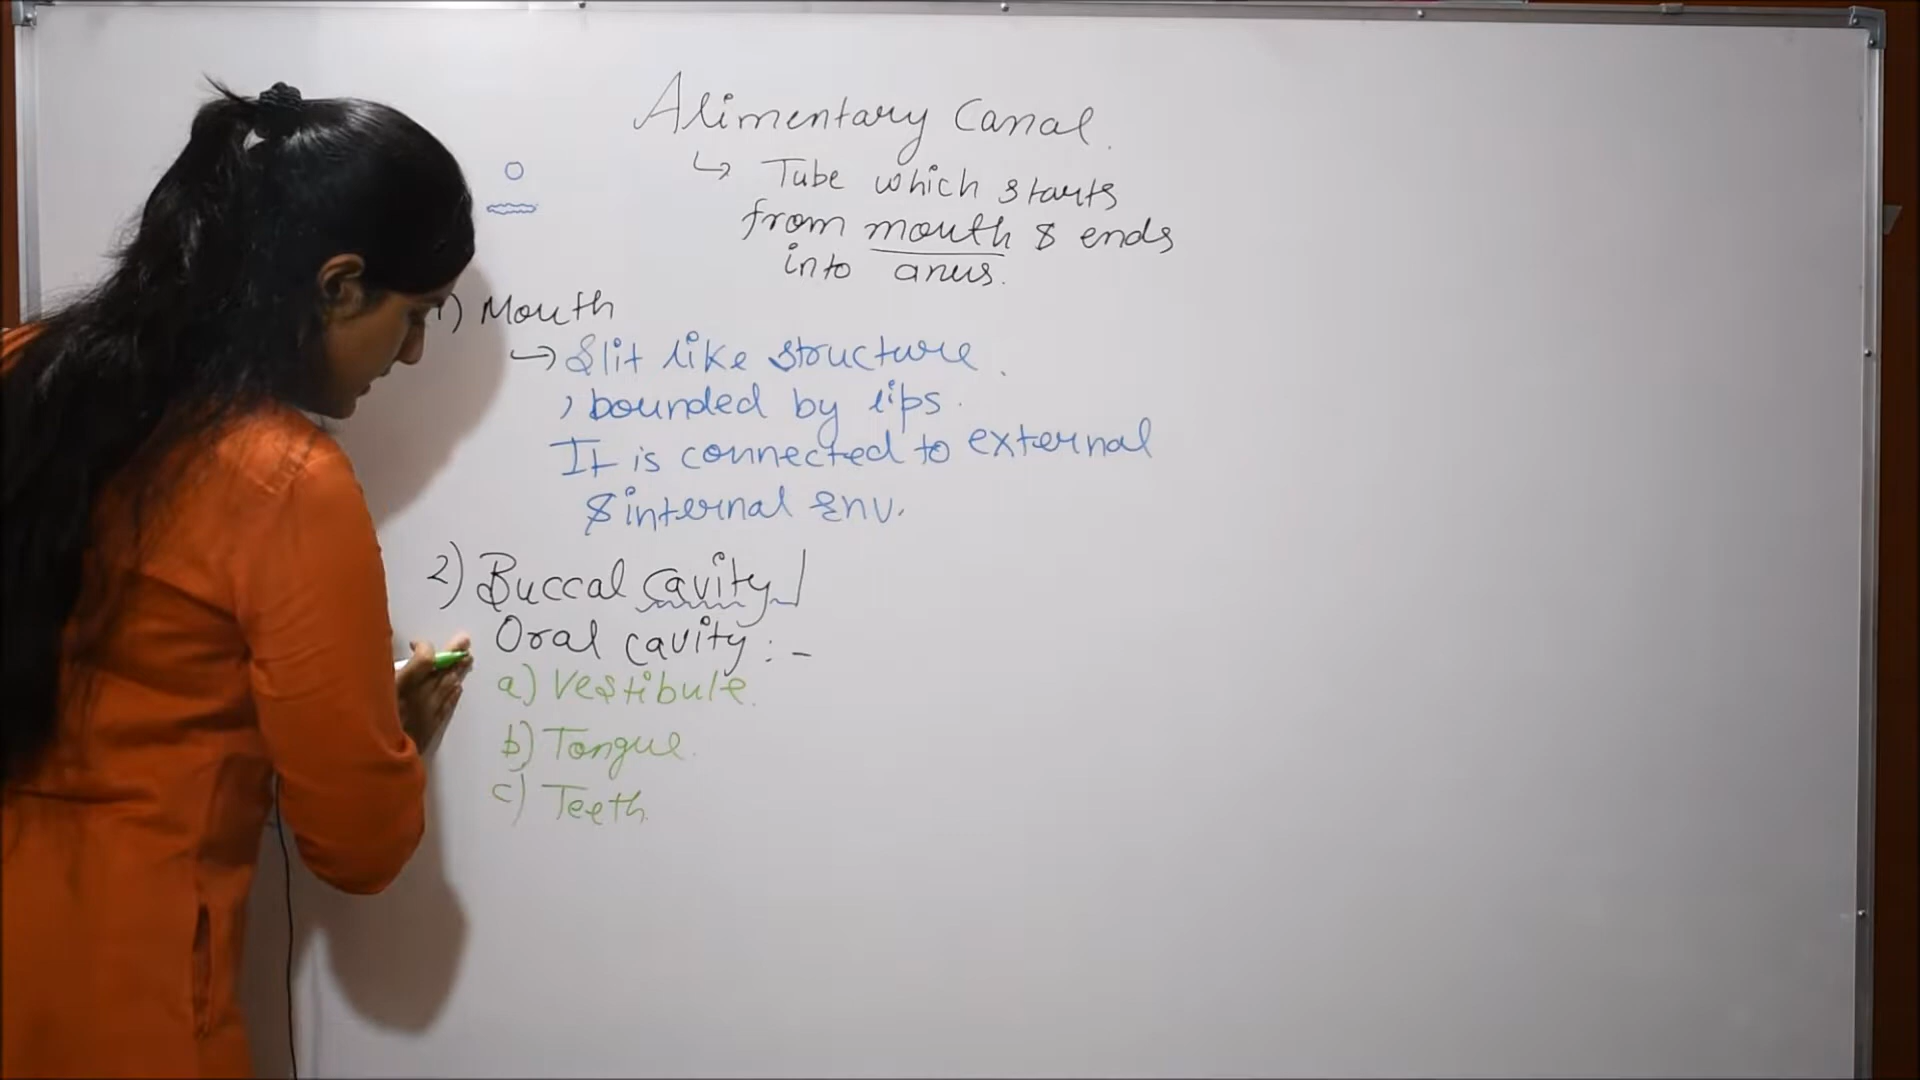 Alimentary Canal.
↳ Tube which starts
from mouth & ends
into anus.
1) Mouth
→ Slit like structure.
, bounded by lips.
It is connected to external
& internal Env.
2) Buccal cavity /
Oral cavity :-
a) Vestibule.
b) Tongue.
c) Teeth.